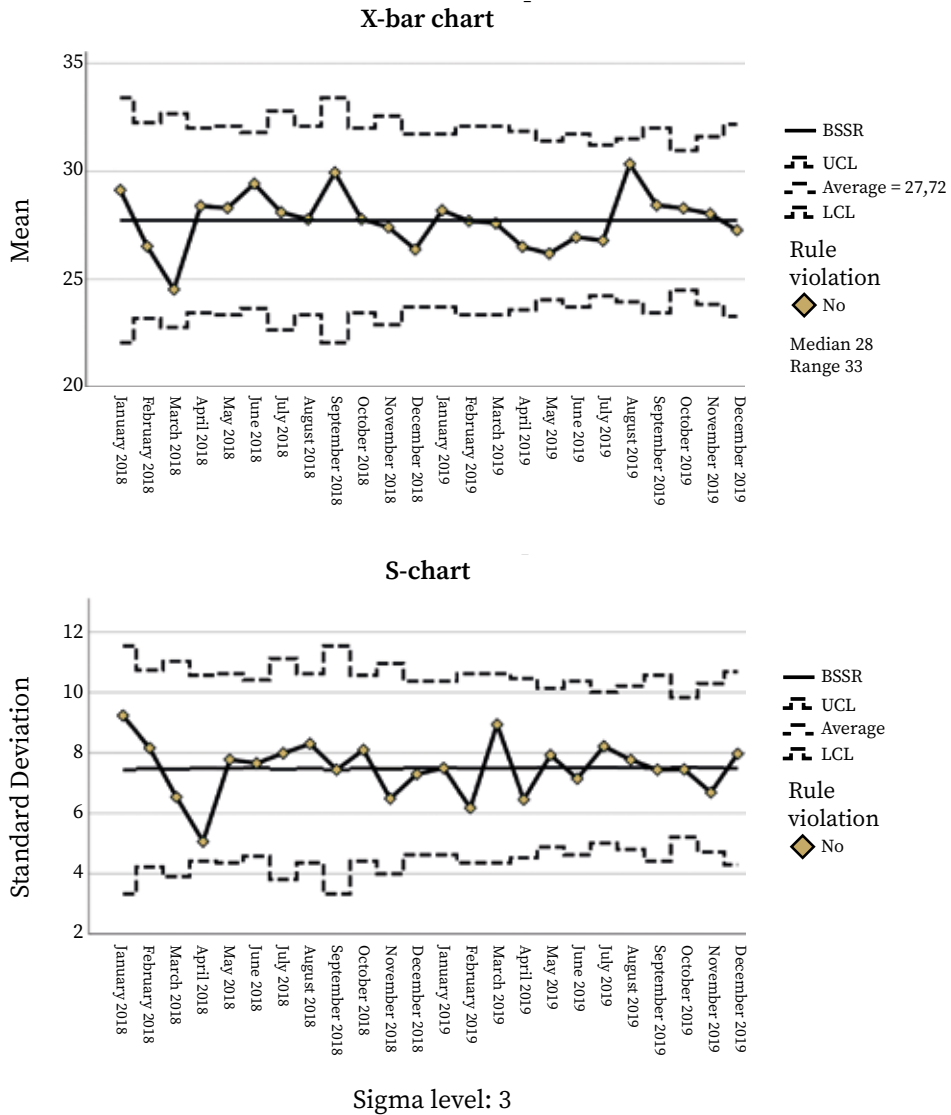 X-bar chart
Mean
35
30
25
20
January 2018
February 2018
March 2018
April 2018
May 2018
June 2018
July 2018
August 2018
September 2018
October 2018
November 2018
December 2018
January 2019
February 2019
March 2019
April 2019
May 2019
June 2019
July 2019
August 2019
September 2019
October 2019
November 2019
December 2019
BSSR
UCL
Average = 27,72
LCL
Rule
violation
No
Median 28
Range 33
S-chart
Standard Deviation
12
10
8
6
4
2
January 2018
February 2018
March 2018
April 2018
May 2018
June 2018
July 2018
August 2018
September 2018
October 2018
November 2018
December 2018
January 2019
February 2019
March 2019
April 2019
May 2019
June 2019
July 2019
August 2019
September 2019
October 2019
November 2019
December 2019
BSSR
UCL
Average
LCL
Rule
violation
No
Sigma level: 3